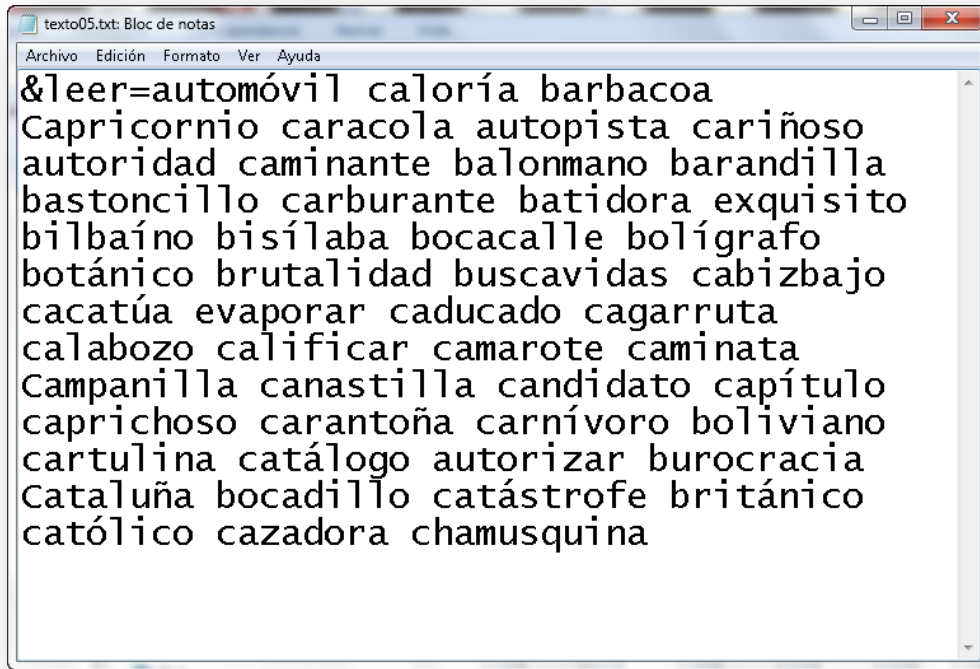 texto05.txt: Bloc de notas
Archivo Edición Formato Ver Ayuda
&leer=automóvil caloría barbacoa
Capricornio caracola autopista cariñoso
autoridad caminante balonmano barandilla
bastoncillo carburante batidora exquisito
bilbaíno bisílaba bocacalle bolígrafo
botánico brutalidad buscavidas cabizbajo
cacatúa evaporar caducado cagarruta
calabozo calificar camarote caminata
Campanilla canastilla candidato capítulo
caprichoso carantoña carnívoro boliviano
cartulina catálogo autorizar burocracia
Cataluña bocadillo catástrofe británico
católico cazadora chamusquina